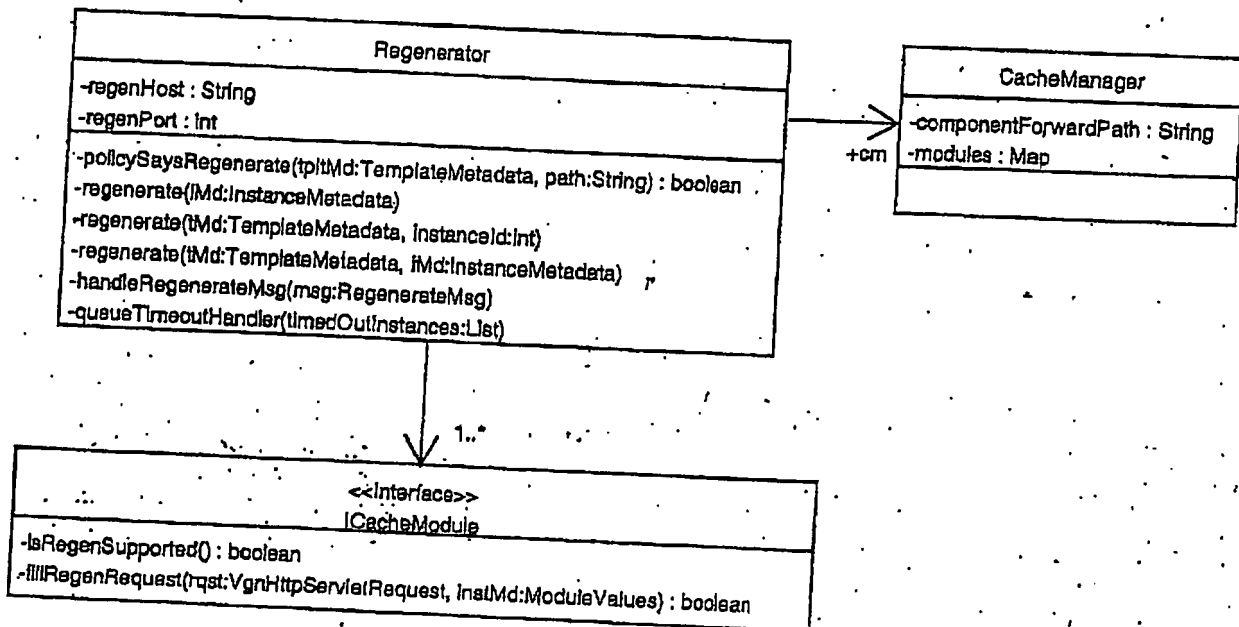 Regenerator
-regenHost : String
-regenPort : int
-policySaysRegenerate(tpltMd:TemplateMetadata, path:String) : boolean
-regenerate(iMd:InstanceMetadata)
-regenerate(tMd:TemplateMetadata, instanceId:int)
-regenerate(tMd:TemplateMetadata, iMd:InstanceMetadata)
-handleRegenerateMsg(msg:RegenerateMsg)
-queueTimeoutHandler(timedOutInstances:List)
CacheManager
-componentForwardPath : String
-modules : Map
+cm
1..*
<<Interface>>
ICacheModule
-isRegenSupported() : boolean
-fillRegenRequest(rqst:VgnHttpServletRequest, instMd:ModuleValues) : boolean